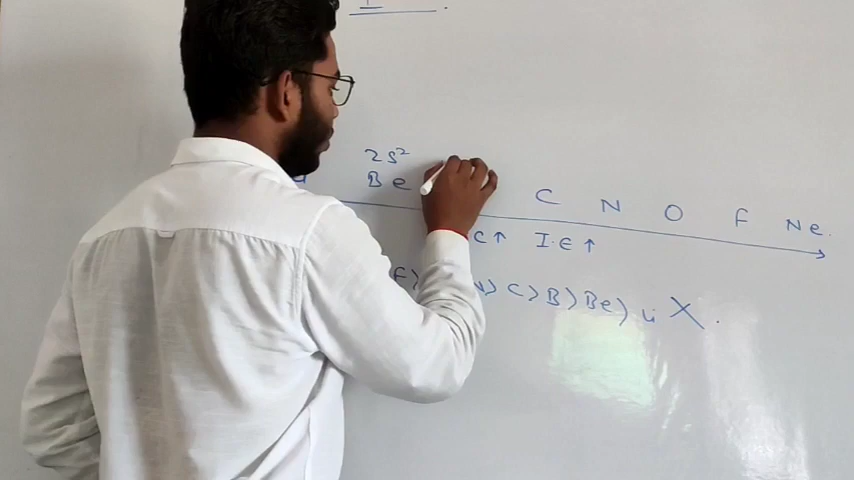 2s²
Be C N O F Ne.
C↑ I.E↑
F> N> C> B> Be> Li X.